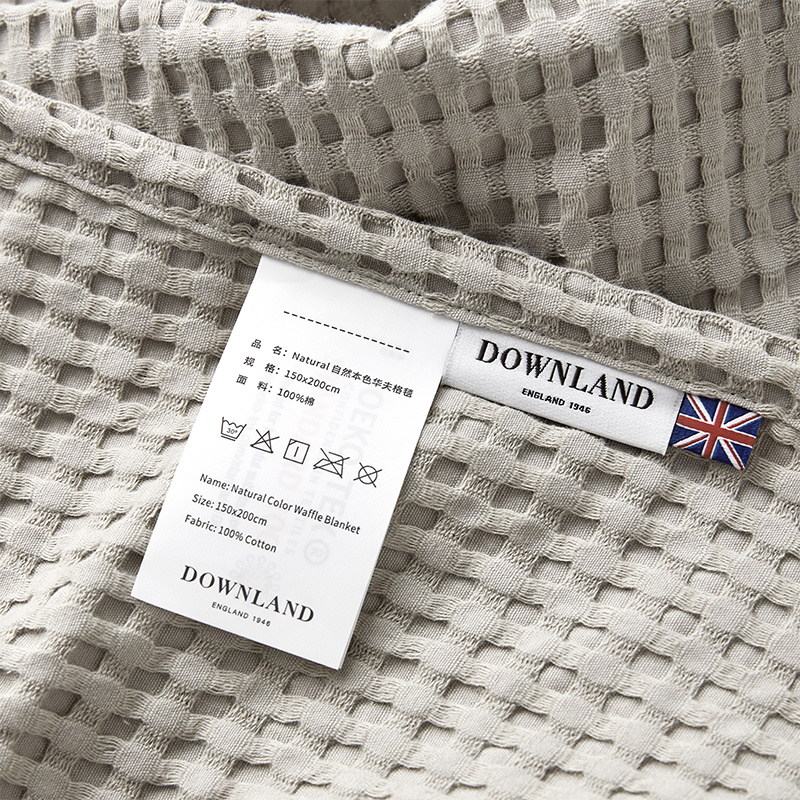 品 名：Natural 自然本色华夫格毯
规 格：150x200cm
面 料：100%棉
30°
Name: Natural Color Waffle Blanket
Size: 150x200cm
Fabric: 100% Cotton
DOWNLAND
ENGLAND 1946
DOWNLAND
ENGLAND 1946